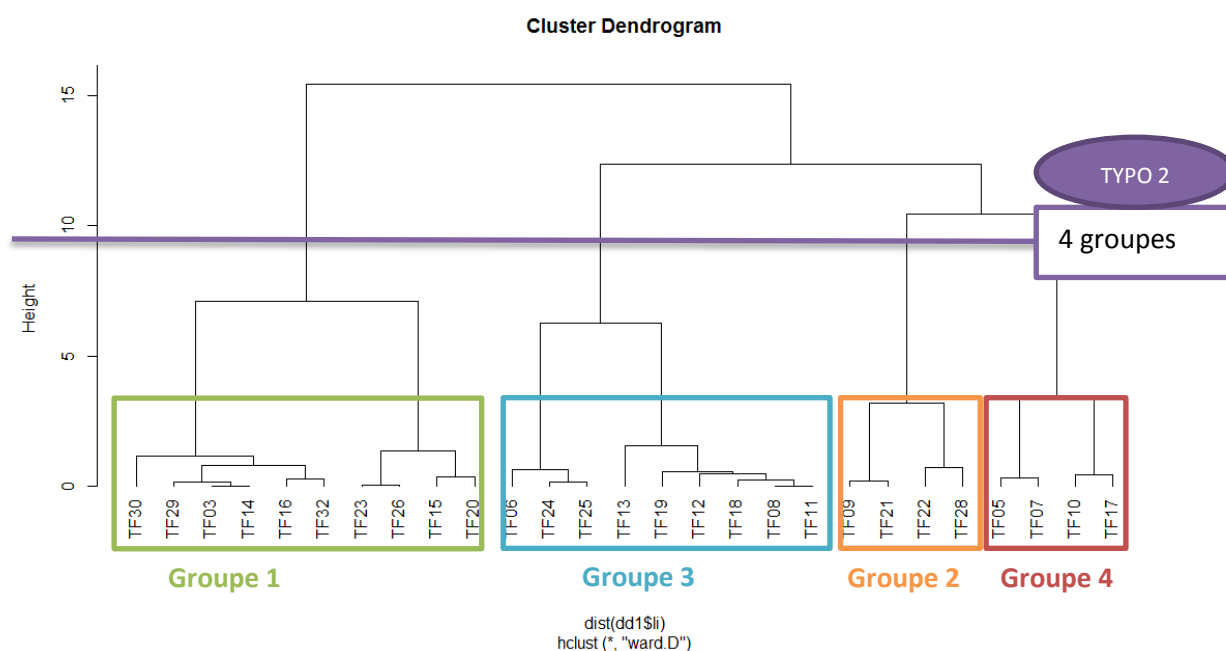 Cluster Dendrogram
15
TYPO 2
10
4 groupes
Height
5
0
TF30
TF29
TF03
TF14
TF16
TF32
TF23
TF26
TF15
TF20
TF06
TF24
TF25
TF13
TF19
TF12
TF18
TF08
TF11
TF09
TF21
TF22
TF28
TF05
TF07
TF10
TF17
Groupe 1
Groupe 3
Groupe 2
Groupe 4
dist(dd1$li)
hclust (*, "ward.D")